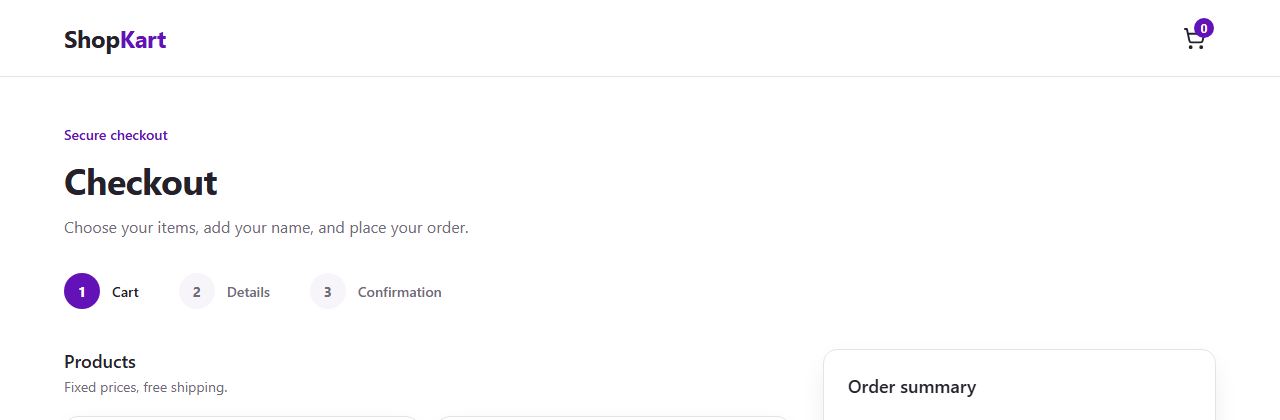 ShopKart
0
Secure checkout
Checkout
Choose your items, add your name, and place your order.
1 Cart 2 Details 3 Confirmation
Products
Fixed prices, free shipping.
Order summary